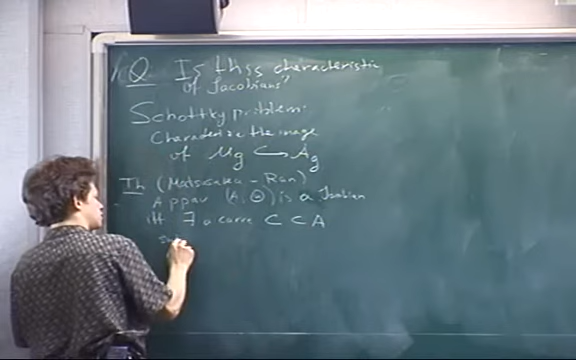 Q Is this characteristic
of Jacobians"
Schottky problem:
Characterize the image
of Mg ↪ Ag
Th (Matsusaka - Ran)
A ppav (A, Θ) is a Jacobian
iff ∃ a curve C ⊂ A